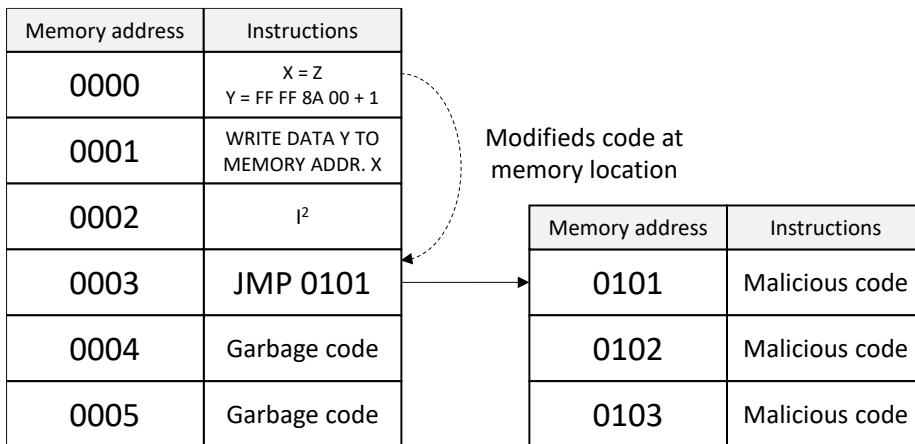 Memory address Instructions
0000 X = Z
Y = FF FF 8A 00 + 1
0001 WRITE DATA Y TO
MEMORY ADDR. X
0002 I²
0003 JMP 0101
0004 Garbage code
0005 Garbage code
Modifieds code at
memory location
Memory address Instructions
0101 Malicious code
0102 Malicious code
0103 Malicious code